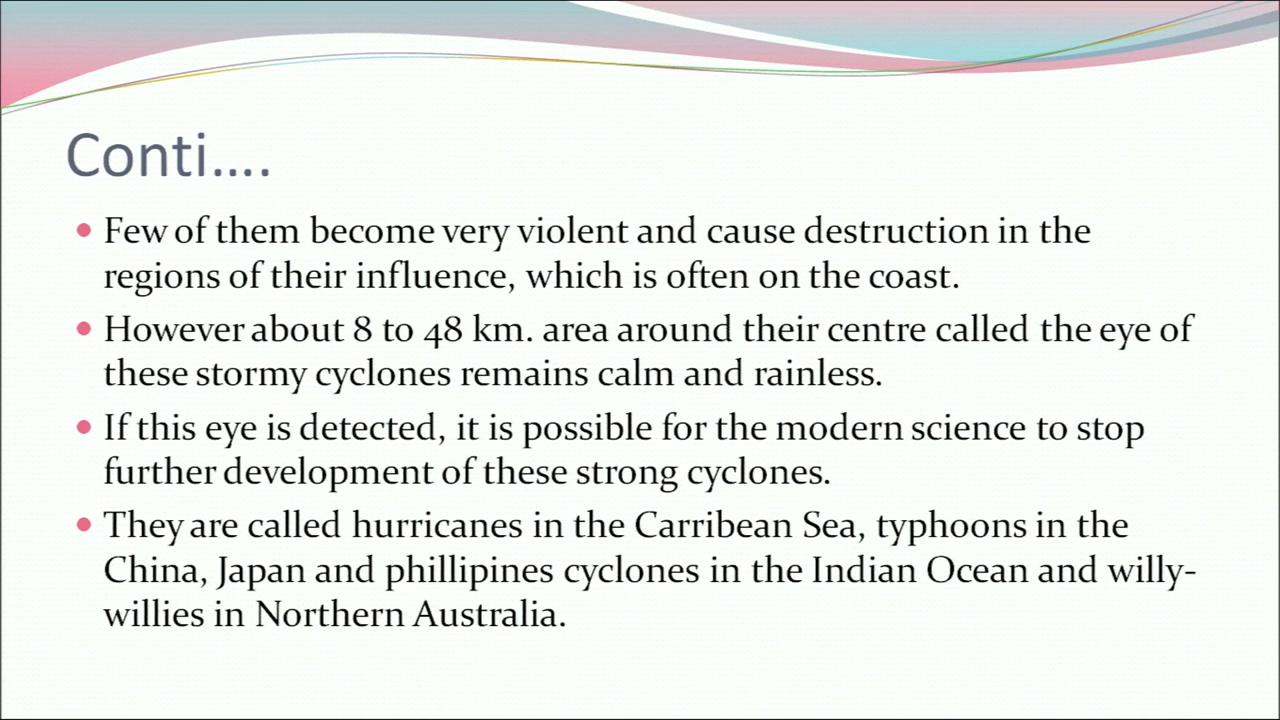 Conti....
Few of them become very violent and cause destruction in the
regions of their influence, which is often on the coast.
However about 8 to 48 km. area around their centre called the eye of
these stormy cyclones remains calm and rainless.
If this eye is detected, it is possible for the modern science to stop
further development of these strong cyclones.
They are called hurricanes in the Carribean Sea, typhoons in the
China, Japan and phillipines cyclones in the Indian Ocean and willy-
willies in Northern Australia.